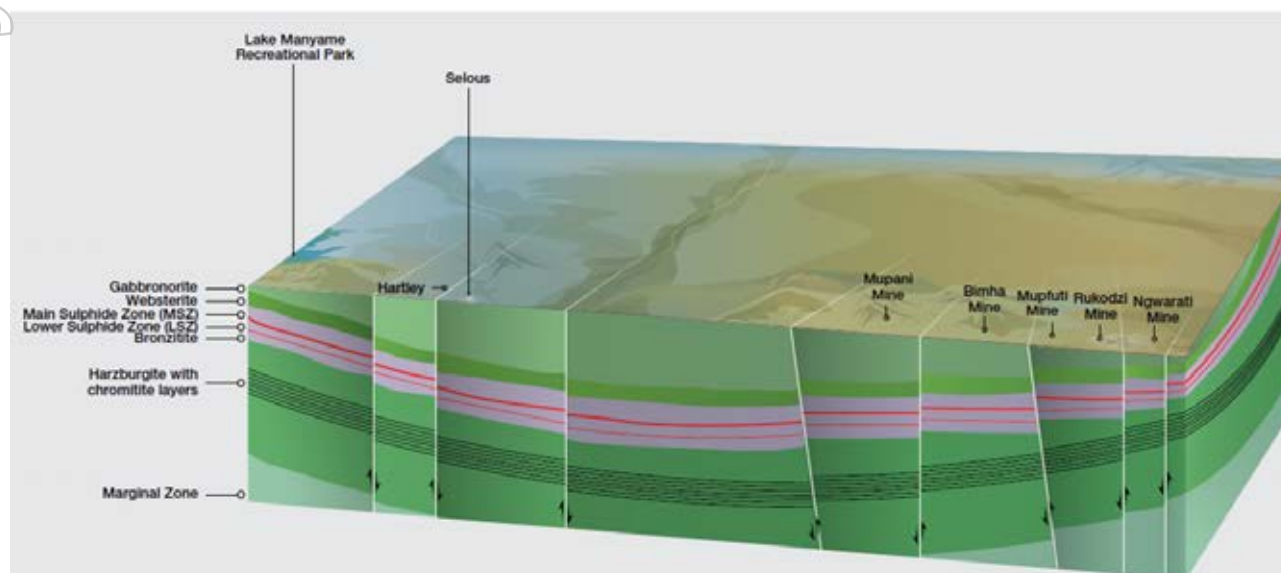 Lake Manyame
Recreational Park
Selous
Gabbronorite
Websterite
Main Sulphide Zone (MSZ)
Lower Sulphide Zone (LSZ)
Bronzitite
Harzburgite with
chromitite layers
Marginal Zone
Hartley
Mupani
Mine
Bimha
Mine
Mupfuti
Mine
Rukodzi
Mine
Ngwarati
Mine